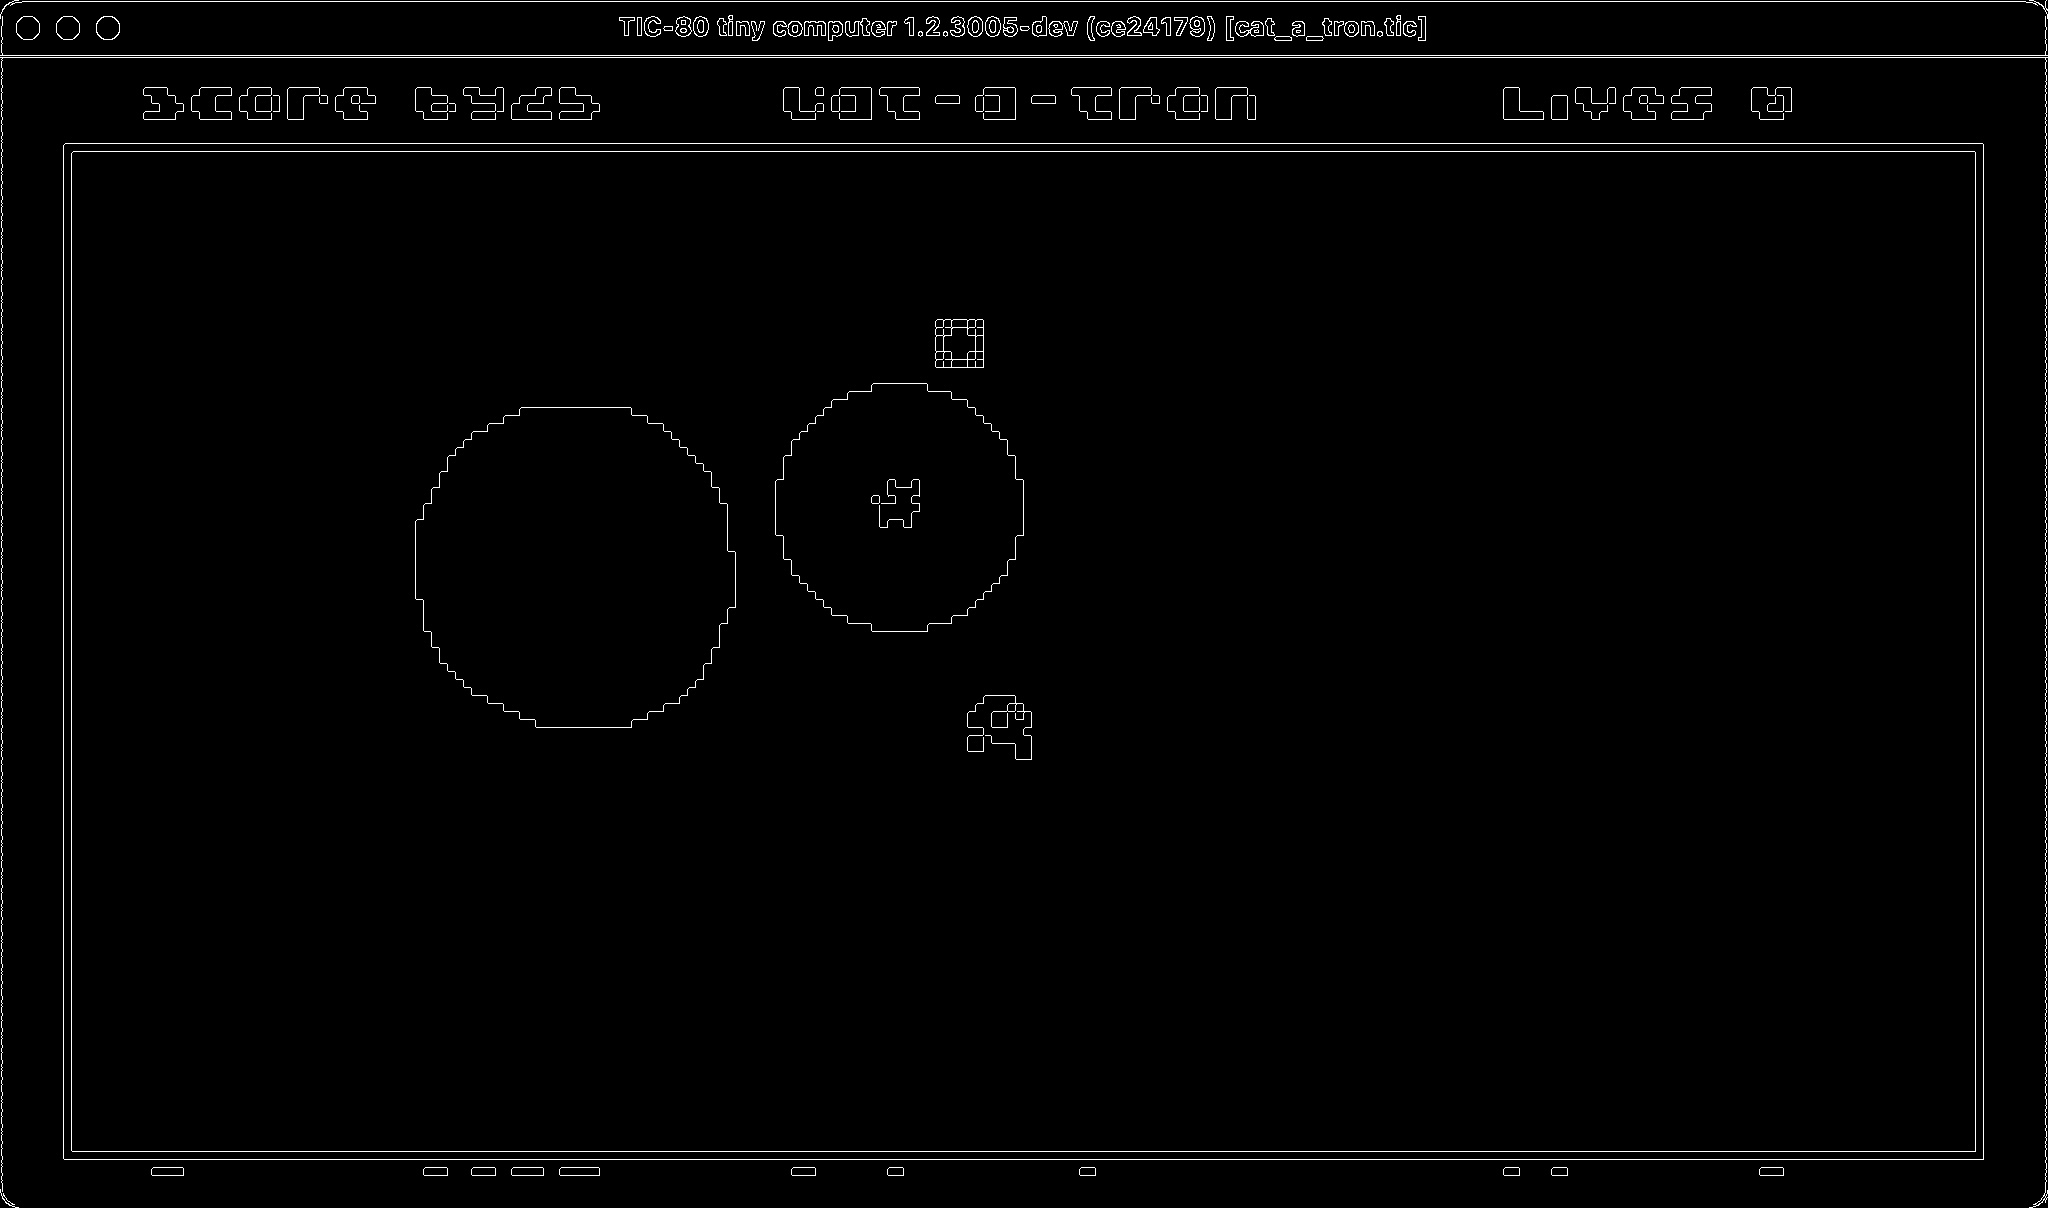 TIC-80 tiny computer 1.2.3005-dev (ce24179) [cat_a_tron.tic]
Score Cat-a-tron Lives